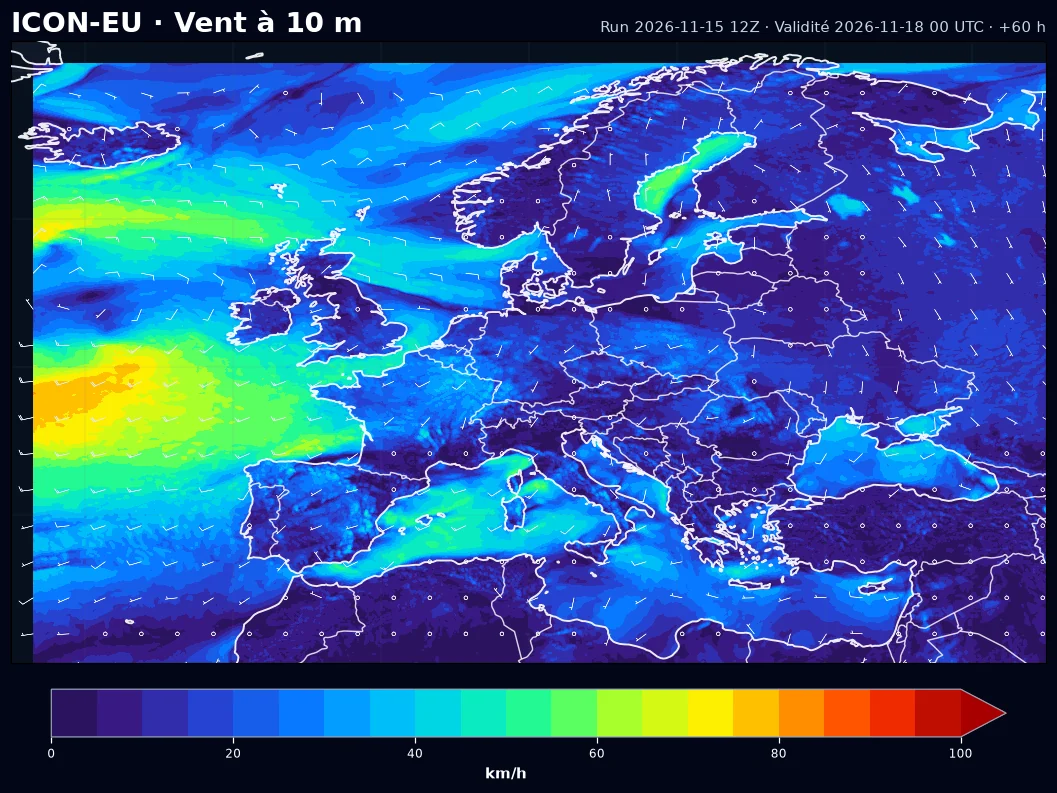 ICON-EU · Vent à 10 m
Run 2026-11-15 12Z · Validité 2026-11-18 00 UTC · +60 h
0 20 40 60 80 100
km/h